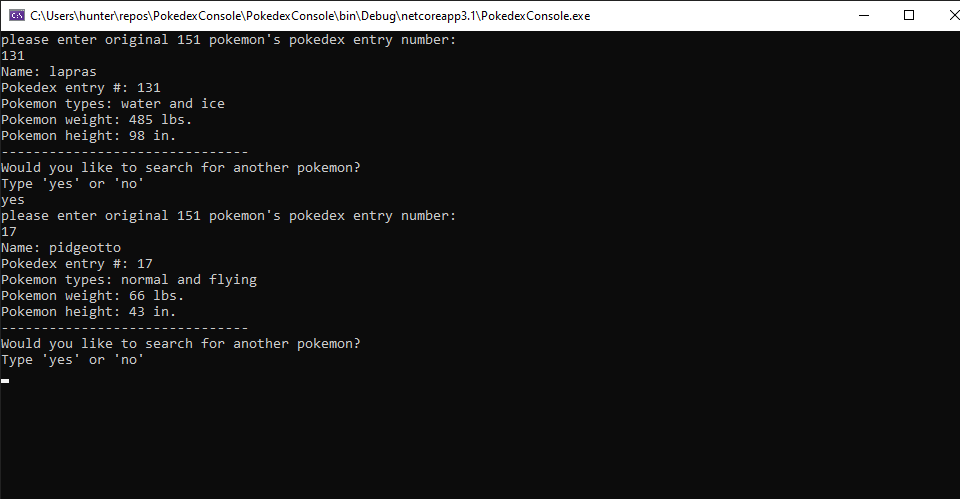 C:\Users\hunter\repos\PokedexConsole\PokedexConsole\bin\Debug\netcoreapp3.1\PokedexConsole.exe
please enter original 151 pokemon's pokedex entry number:
131
Name: lapras
Pokedex entry #: 131
Pokemon types: water and ice
Pokemon weight: 485 lbs.
Pokemon height: 98 in.
-------------------------------
Would you like to search for another pokemon?
Type 'yes' or 'no'
yes
please enter original 151 pokemon's pokedex entry number:
17
Name: pidgeotto
Pokedex entry #: 17
Pokemon types: normal and flying
Pokemon weight: 66 lbs.
Pokemon height: 43 in.
-------------------------------
Would you like to search for another pokemon?
Type 'yes' or 'no'